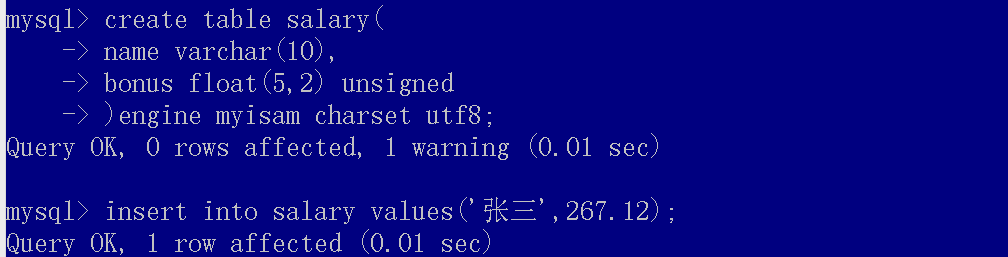 mysql> create table salary(
    -> name varchar(10),
    -> bonus float(5,2) unsigned
    -> )engine myisam charset utf8;
Query OK, 0 rows affected, 1 warning (0.01 sec)

mysql> insert into salary values('张三',267.12);
Query OK, 1 row affected (0.01 sec)